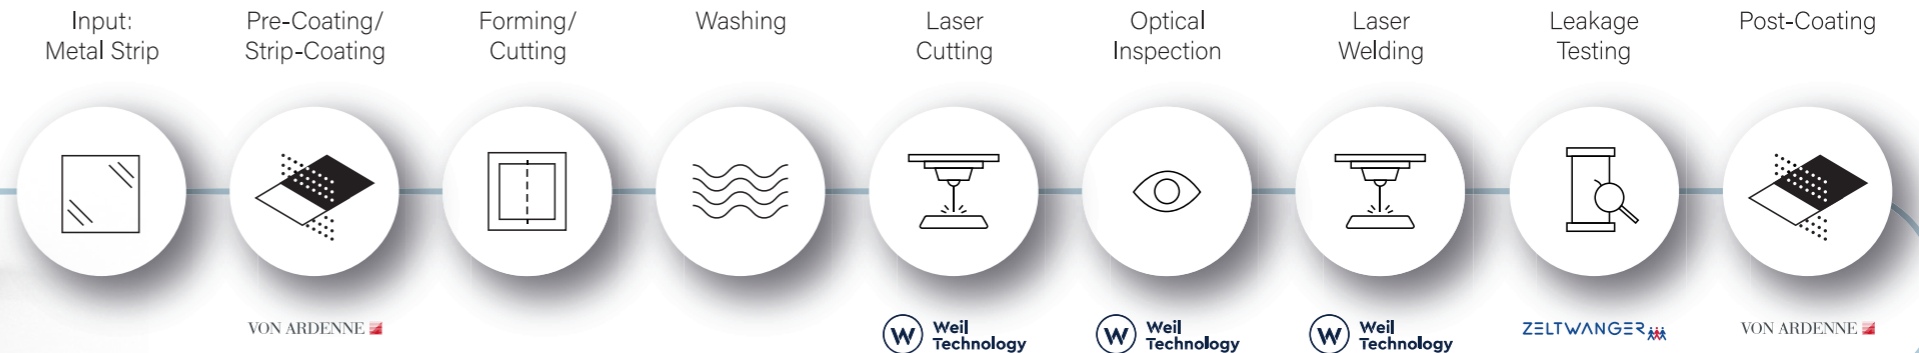 Input:
Metal Strip
Pre-Coating/
Strip-Coating
Forming/
Cutting
Washing
Laser
Cutting
Optical
Inspection
Laser
Welding
Leakage
Testing
Post-Coating
VON ARDENNE
W Weil
Technology
W Weil
Technology
W Weil
Technology
ZELTWANGER
VON ARDENNE